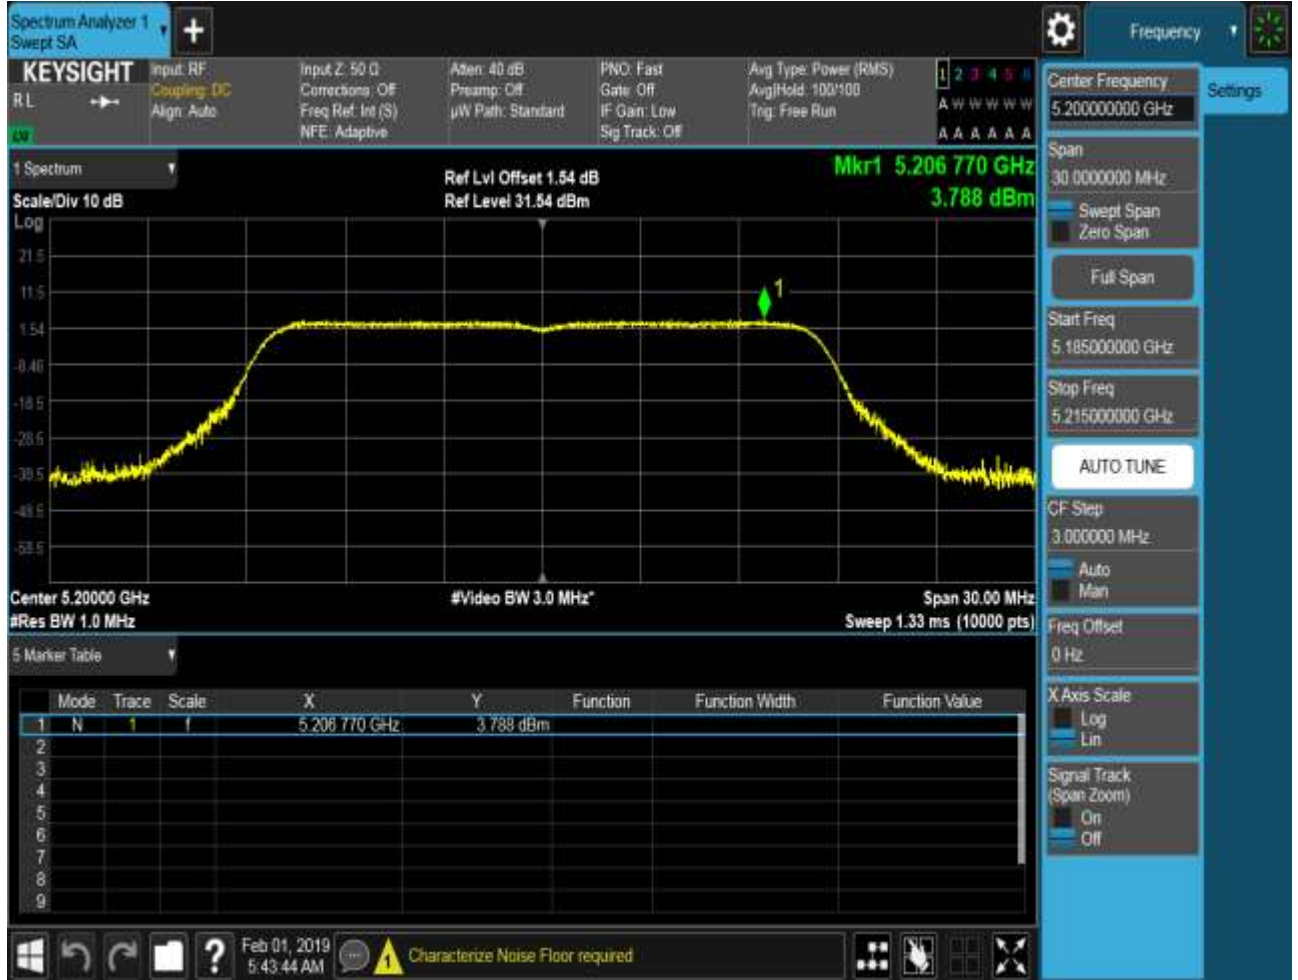 Spectrum Analyzer 1
Swept SA
+
Frequency
KEYSIGHT
RL
Input: RF
Coupling: DC
Align: Auto
Input Z: 50 Ω
Corrections: Off
Freq Ref: Int (S)
NFE: Adaptive
Atten: 40 dB
Preamp: Off
µW Path: Standard
PNO: Fast
Gate: Off
IF Gain: Low
Sig Track: Off
Avg Type: Power (RMS)
Avg|Hold: 100/100
Trig: Free Run
1 2 3 4 5 6
A W W W W W
A A A A A A
1 Spectrum
Scale/Div 10 dB
Ref Lvl Offset 1.54 dB
Ref Level 31.54 dBm
Mkr1 5.206 770 GHz
3.788 dBm
Log
21.5
11.5
1.54
-8.46
-18.5
-28.5
-38.5
-48.5
-58.5
1
Center 5.20000 GHz
#Video BW 3.0 MHz*
Span 30.00 MHz
#Res BW 1.0 MHz
Sweep 1.33 ms (10000 pts)
5 Marker Table
Mode Trace Scale X Y Function Function Width Function Value
1 N 1 f 5.206 770 GHz 3.788 dBm
2
3
4
5
6
7
8
9
Center Frequency
5.200000000 GHz
Settings
Span
30.0000000 MHz
Swept Span
Zero Span
Full Span
Start Freq
5.185000000 GHz
Stop Freq
5.215000000 GHz
AUTO TUNE
CF Step
3.000000 MHz
Auto
Man
Freq Offset
0 Hz
X Axis Scale
Log
Lin
Signal Track
(Span Zoom)
On
Off
?
Feb 01, 2019
5:43:44 AM
1
Characterize Noise Floor required